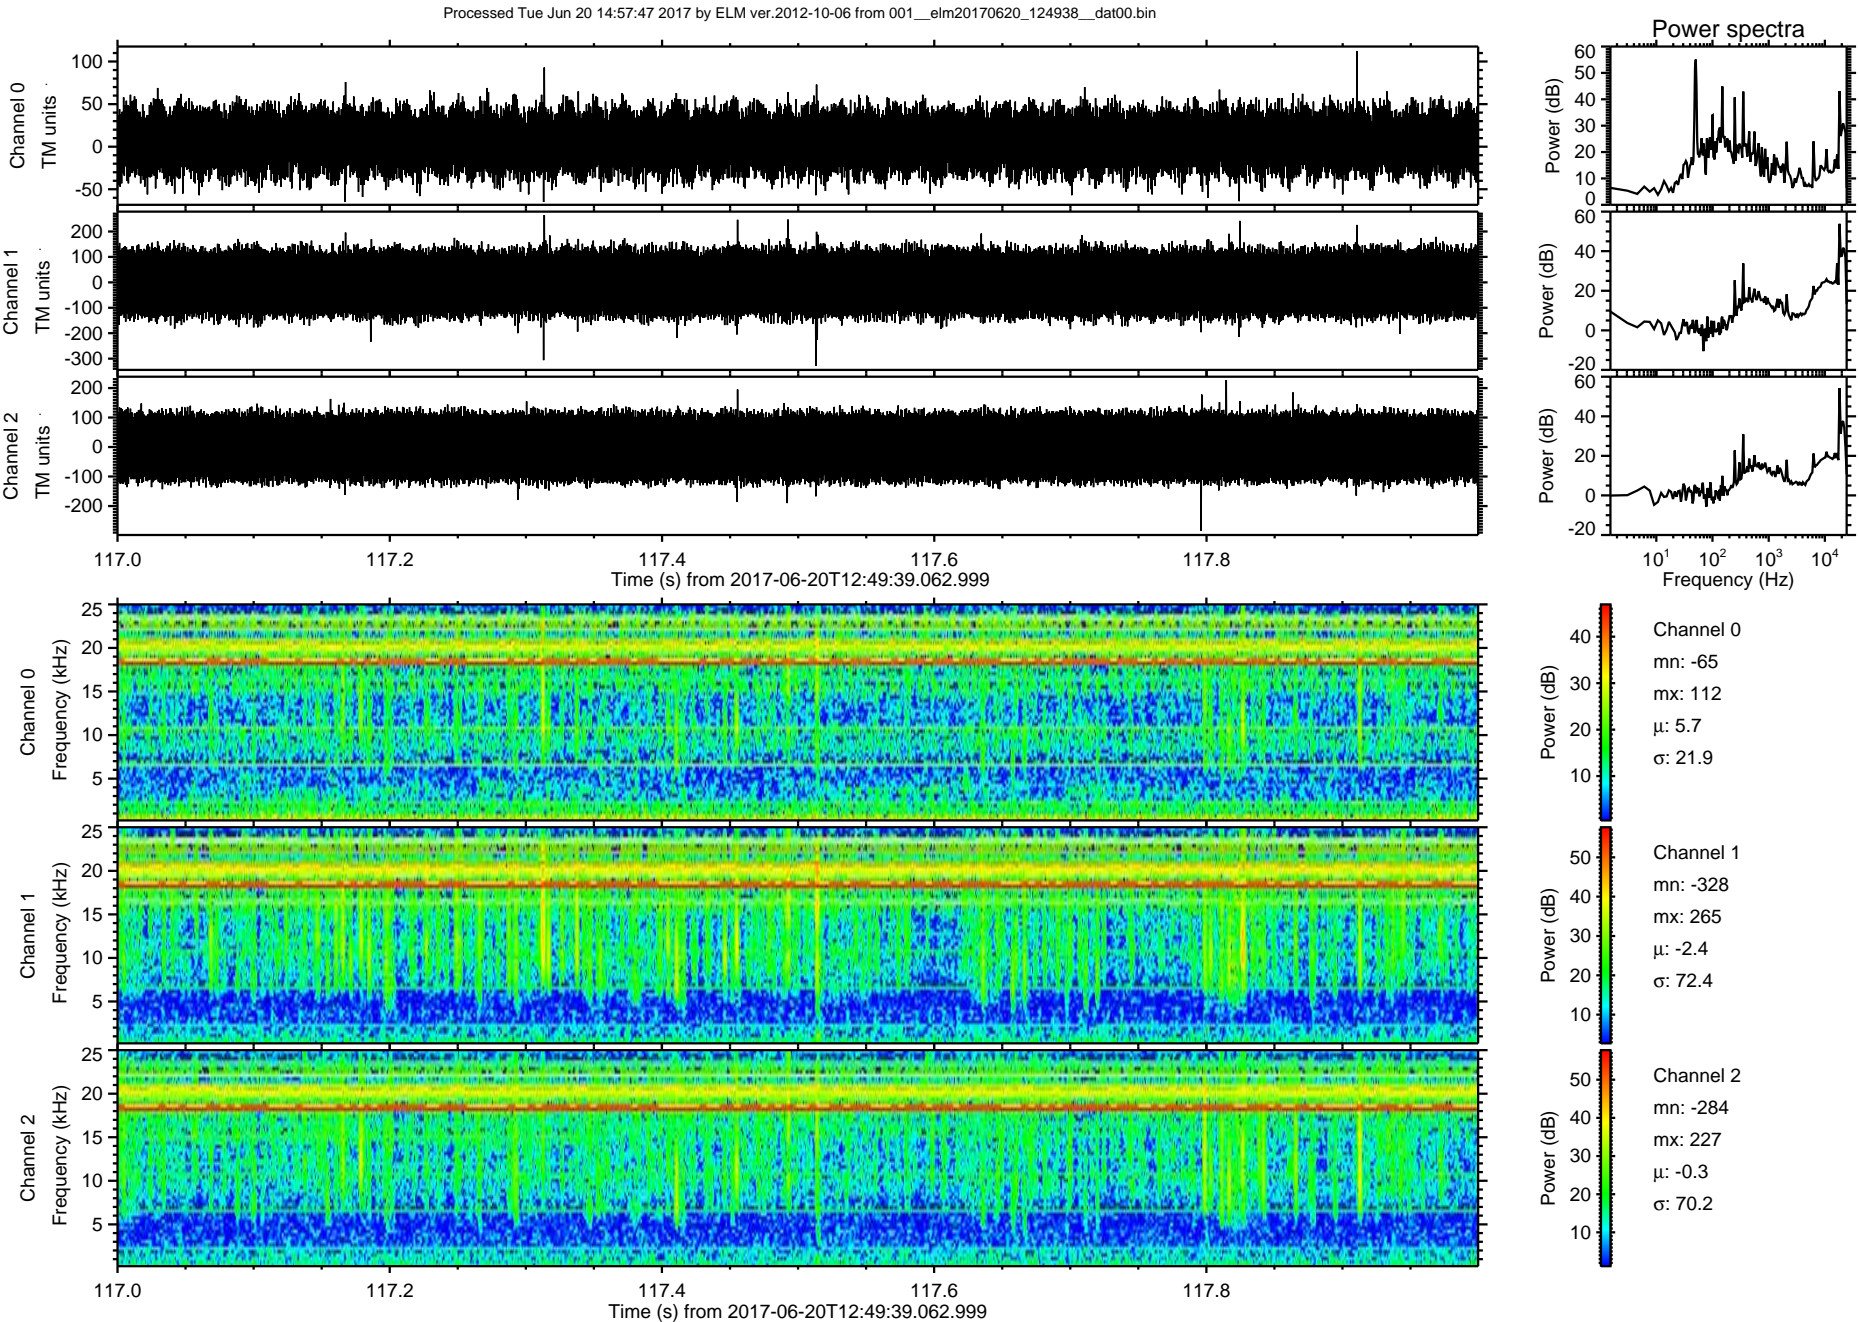 Processed Tue Jun 20 14:57:47 2017 by ELM ver.2012-10-06 from 001__elm20170620_124938__dat00.bin
Power spectra
Channel 0
TM units
100
50
0
-50
Power (dB)
60
50
40
30
20
10
0
Channel 1
TM units
200
100
0
-100
-200
-300
Power (dB)
60
40
20
0
-20
Channel 2
TM units
200
100
0
-100
-200
Power (dB)
60
40
20
0
-20
117.0 117.2 117.4 117.6 117.8
Time (s) from 2017-06-20T12:49:39.062.999
10¹ 10² 10³ 10⁴
Frequency (Hz)
Channel 0
Frequency (kHz)
25
20
15
10
5
Power (dB)
40
30
20
10
Channel 0
mn: -65
mx: 112
μ: 5.7
σ: 21.9
Channel 1
Frequency (kHz)
25
20
15
10
5
Power (dB)
50
40
30
20
10
Channel 1
mn: -328
mx: 265
μ: -2.4
σ: 72.4
Channel 2
Frequency (kHz)
25
20
15
10
5
Power (dB)
50
40
30
20
10
Channel 2
mn: -284
mx: 227
μ: -0.3
σ: 70.2
117.0 117.2 117.4 117.6 117.8
Time (s) from 2017-06-20T12:49:39.062.999